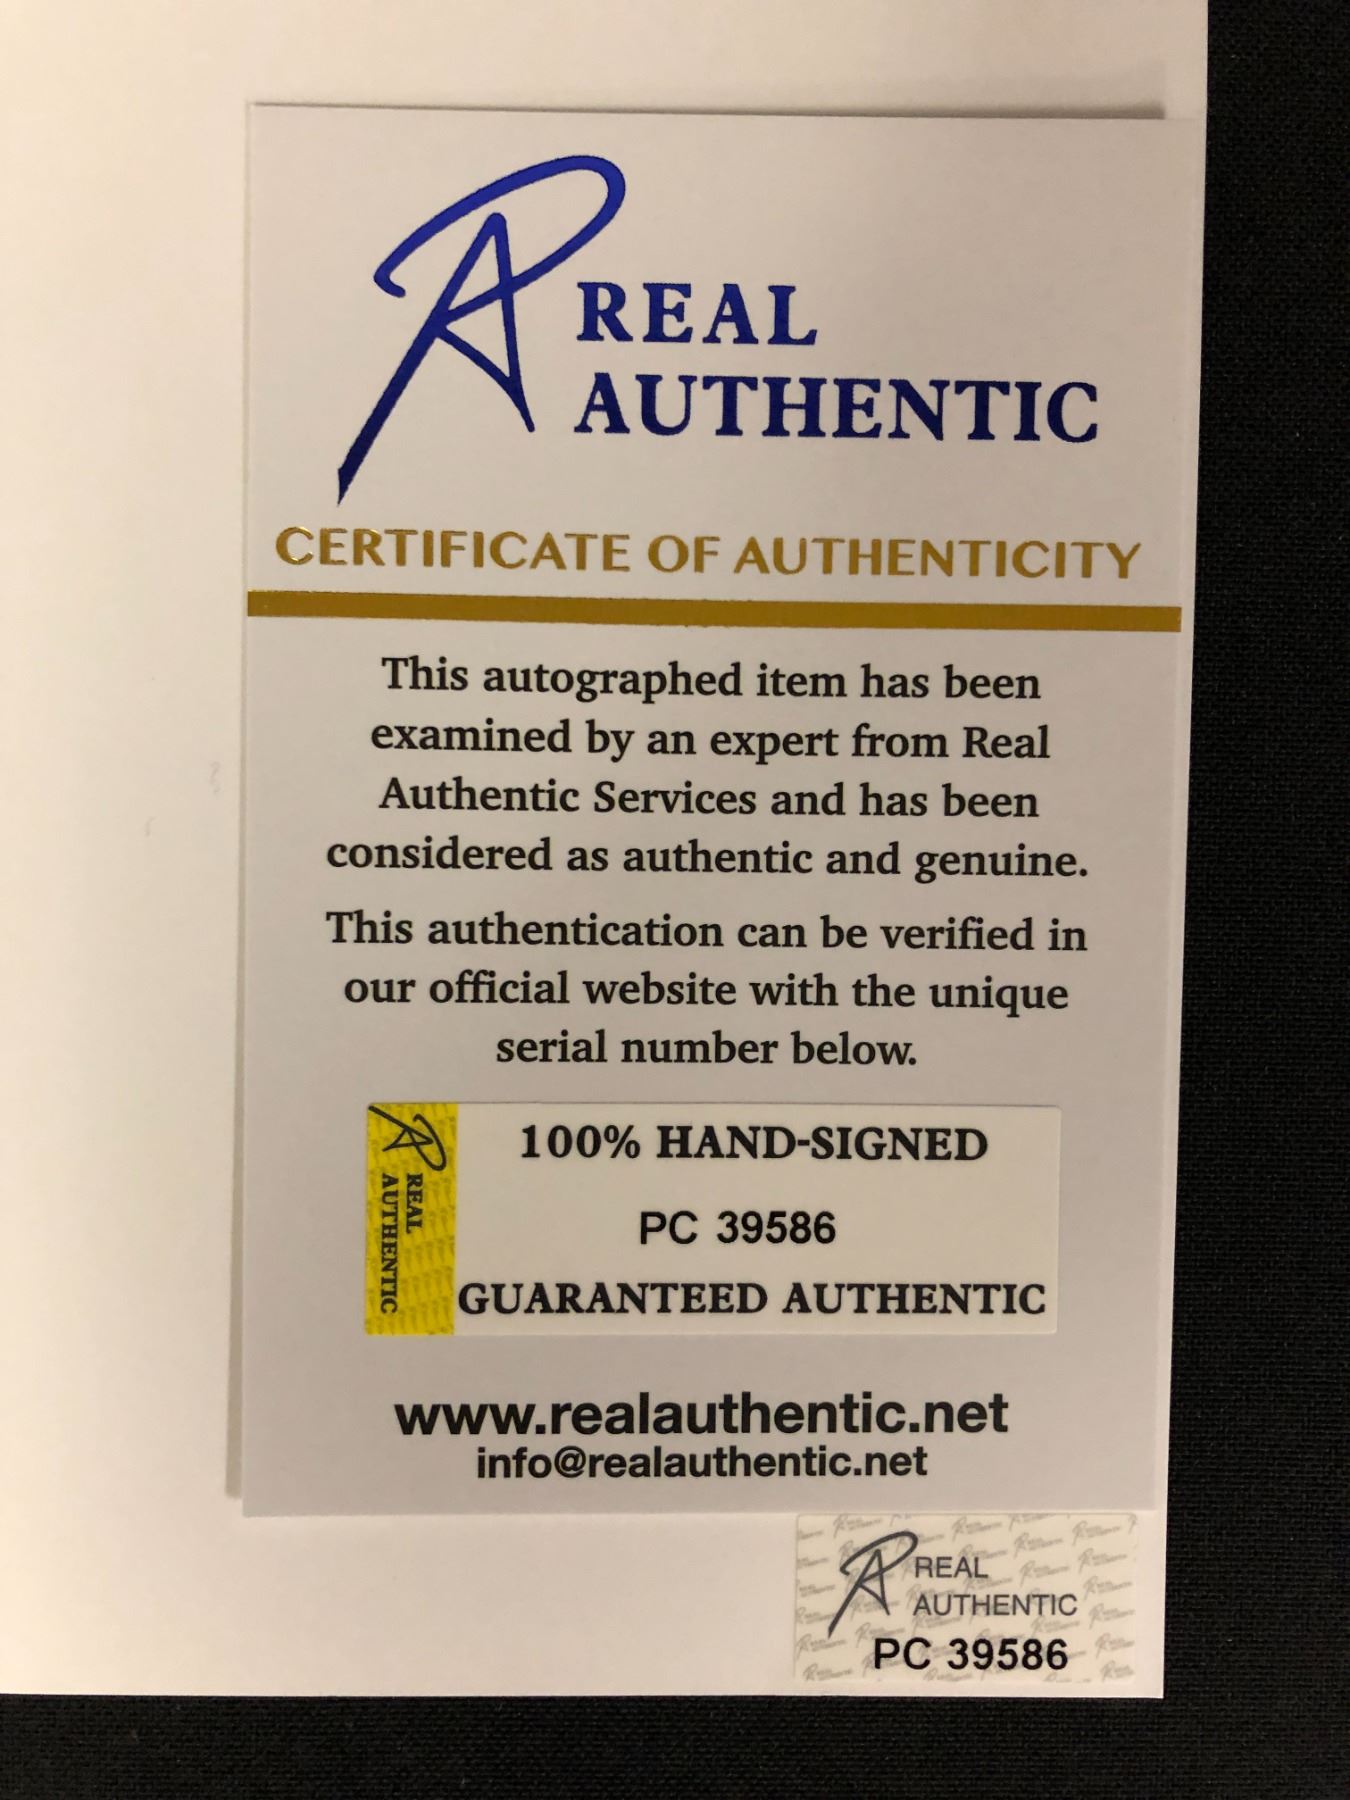 REAL
AUTHENTIC
CERTIFICATE OF AUTHENTICITY
This autographed item has been
examined by an expert from Real
Authentic Services and has been
considered as authentic and genuine.
This authentication can be verified in
our official website with the unique
serial number below.
REAL
AUTHENTIC
100% HAND-SIGNED
PC 39586
GUARANTEED AUTHENTIC
www.realauthentic.net
info@realauthentic.net
REAL
AUTHENTIC
PC 39586